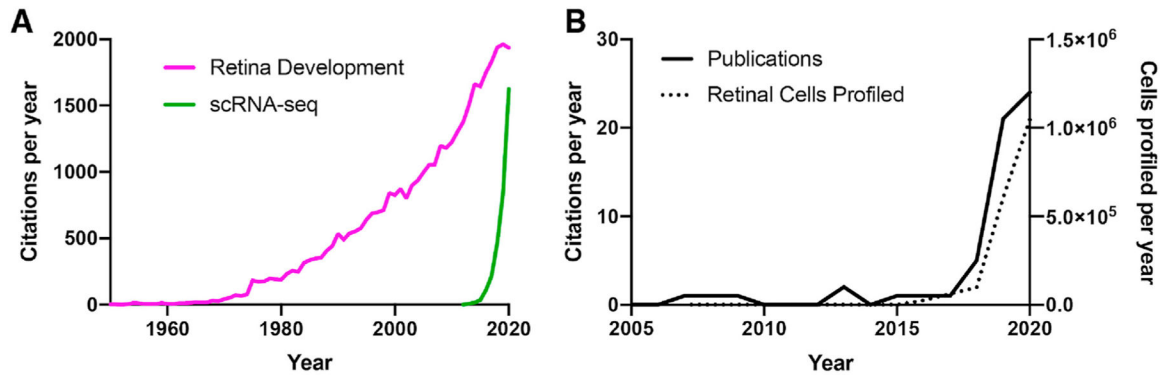 A
Citations per year
2000
1500
1000
500
0
1960
1980
2000
2020
Year
Retina Development
scRNA-seq
B
Citations per year
30
20
10
0
2005
2010
2015
2020
Year
Publications
Retinal Cells Profiled
1.5×10⁶
1.0×10⁶
5.0×10⁵
0.0
Cells profiled per year